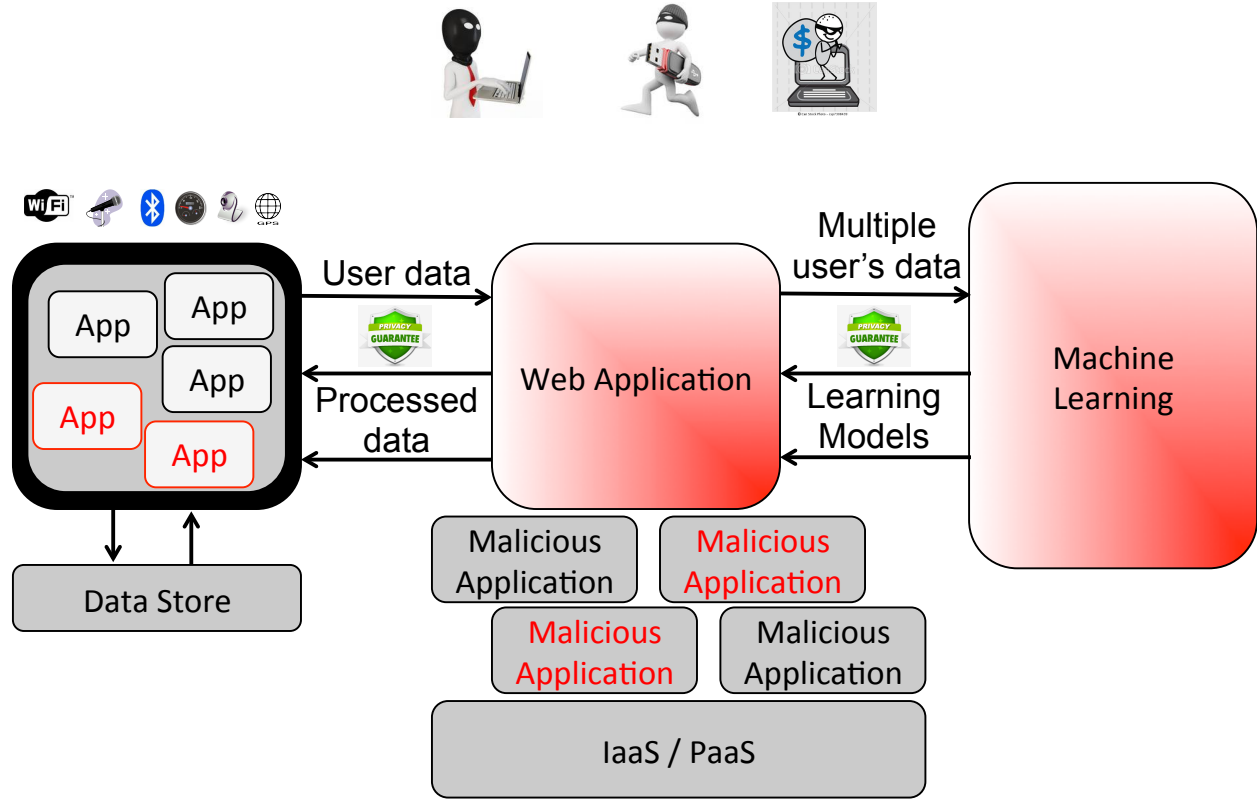 WiFi
GPS
User data
PRIVACY
GUARANTEE
Processed
data
App
App
App
App
App
Data Store
Web Application
Multiple
user's data
PRIVACY
GUARANTEE
Learning
Models
Machine
Learning
Malicious
Application
Malicious
Application
Malicious
Application
Malicious
Application
IaaS / PaaS